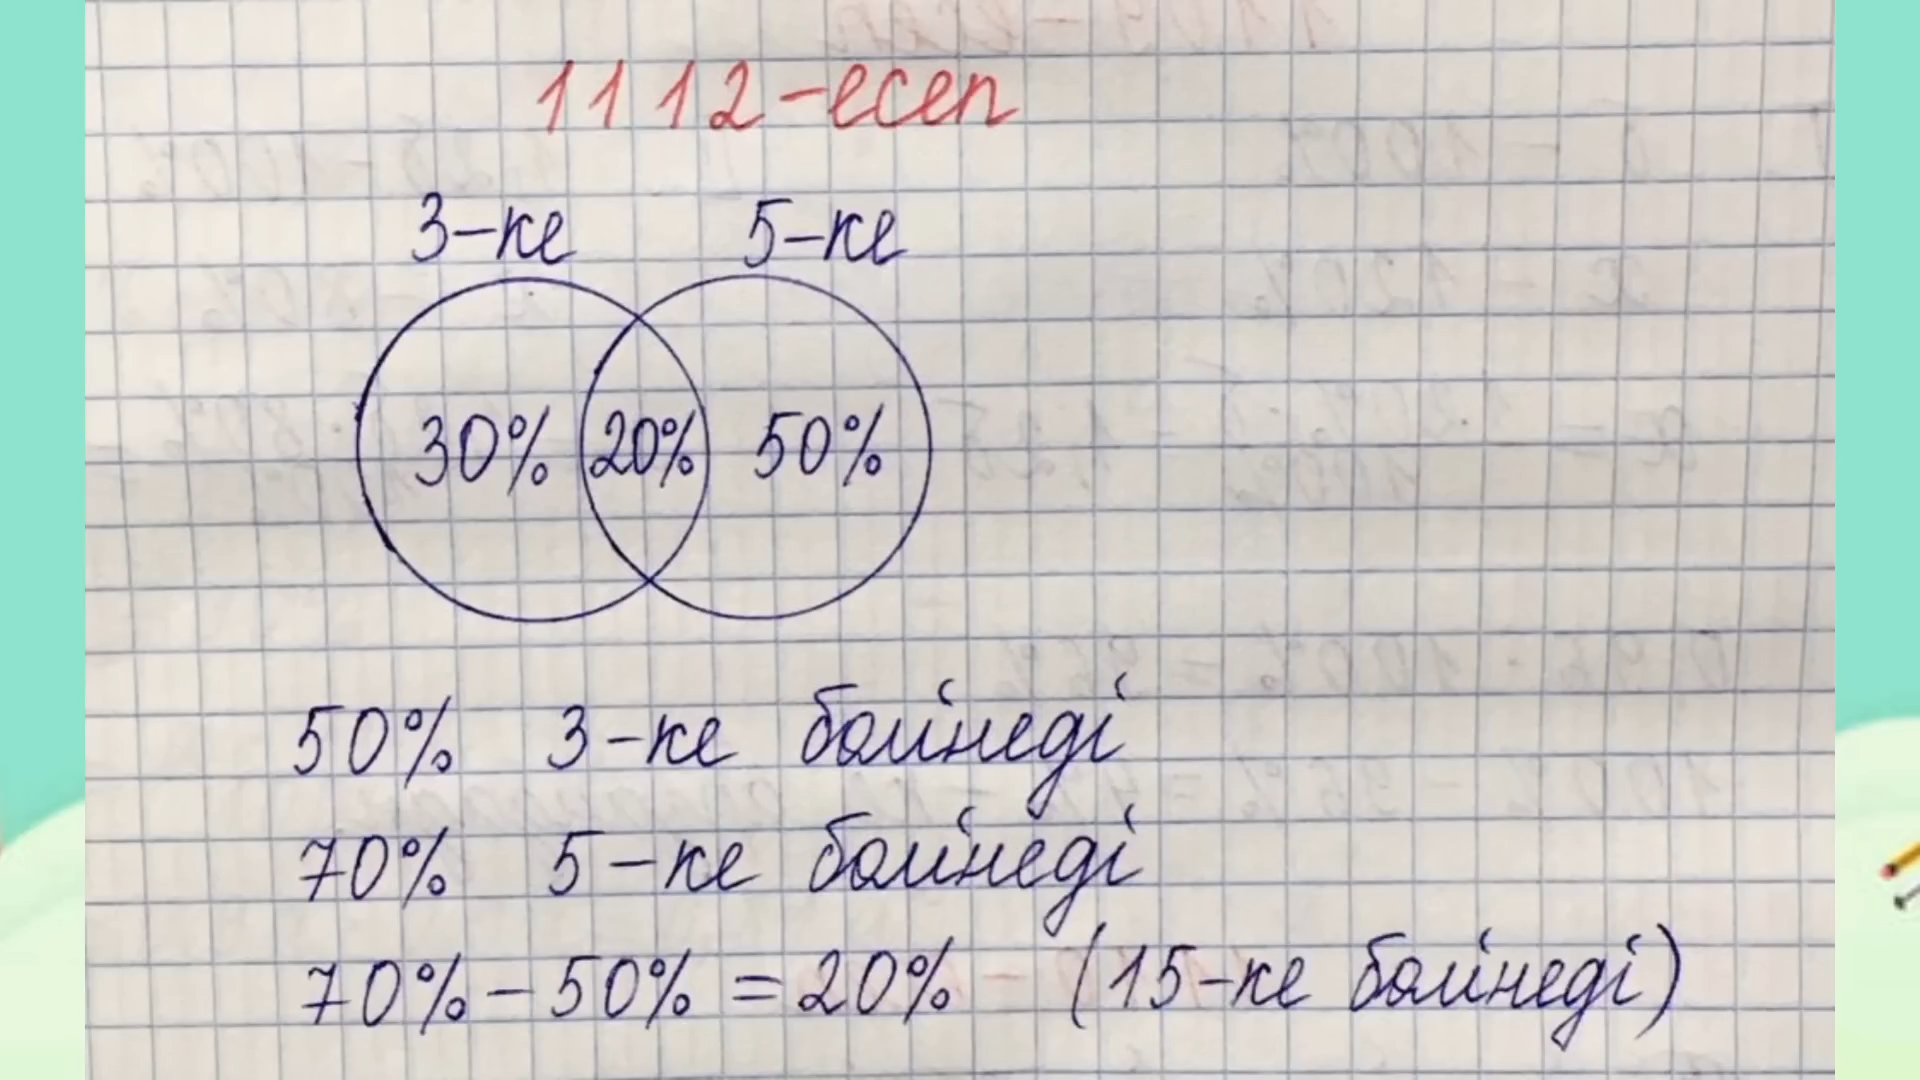 1112-есеп
3-ке 5-ке
30% 20% 50%
50% 3-ке бөлінеді
70% 5-ке бөлінеді
70% - 50% = 20% (15-ке бөлінеді)